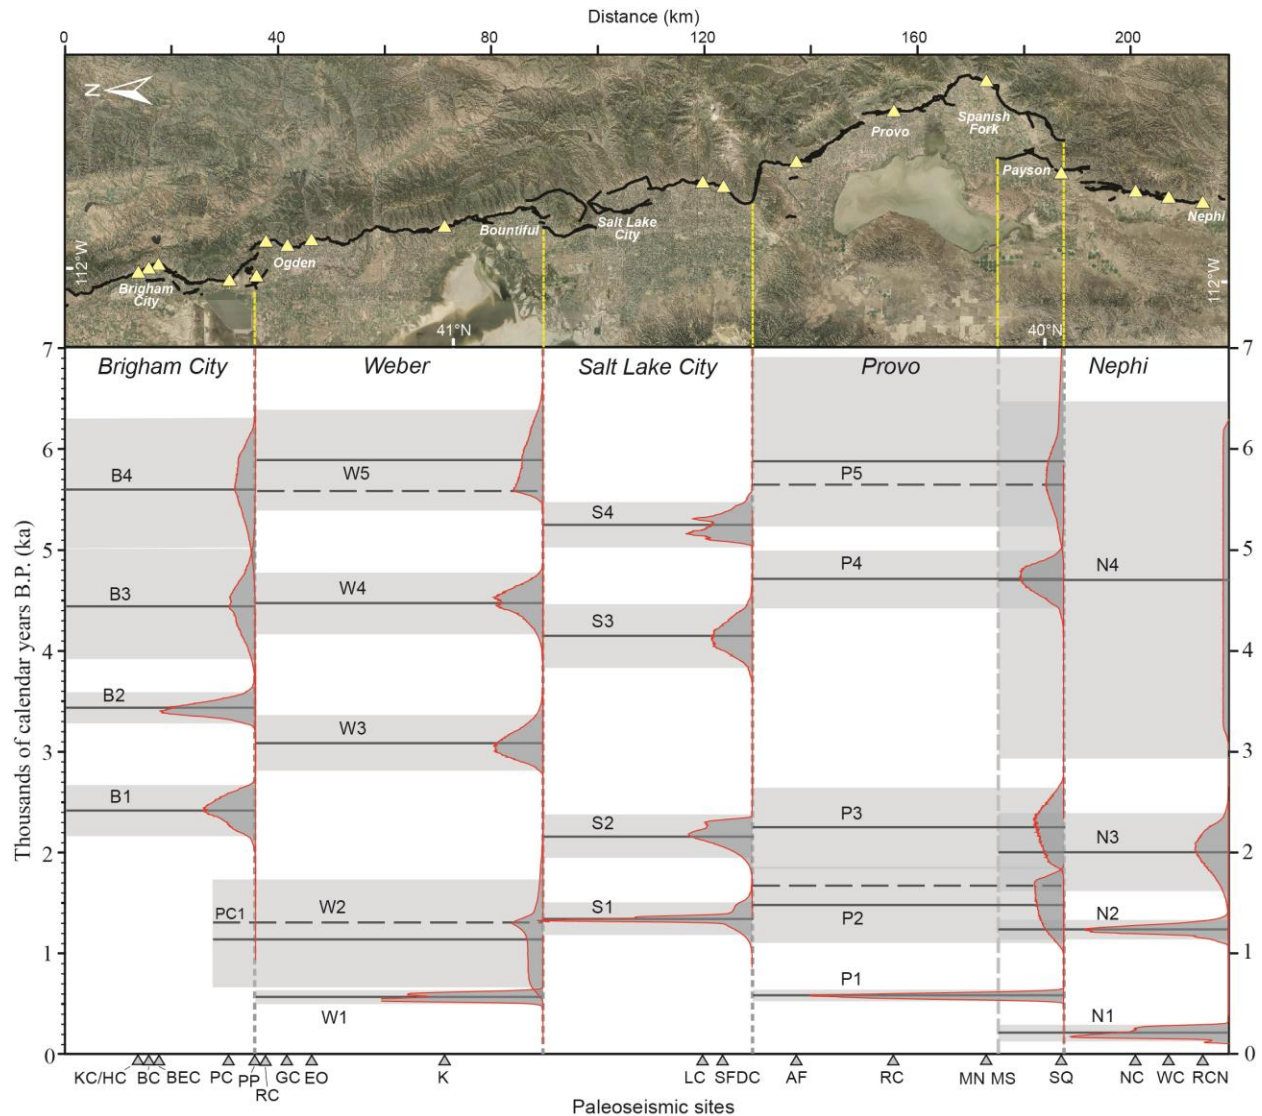 Distance (km)
0 40 80 120 160 200
N
112°W
Brigham
City
Ogden
Bountiful
Salt Lake
City
Provo
Spanish
Fork
Payson
Nephi
112°W
41°N
40°N
7 7
Brigham City Weber Salt Lake City Provo Nephi
6 6
5 5
4 4
3 3
2 2
1 1
0 0
Thousands of calendar years B.P. (ka)
B4
B3
B2
B1
PC1
W5
W4
W3
W2
W1
S4
S3
S2
S1
P5
P4
P3
P2
P1
N4
N3
N2
N1
KC/HC BC BEC PC PP RC GC EO K LC SFDC AF RC MN MS SQ NC WC RCN
Paleoseismic sites